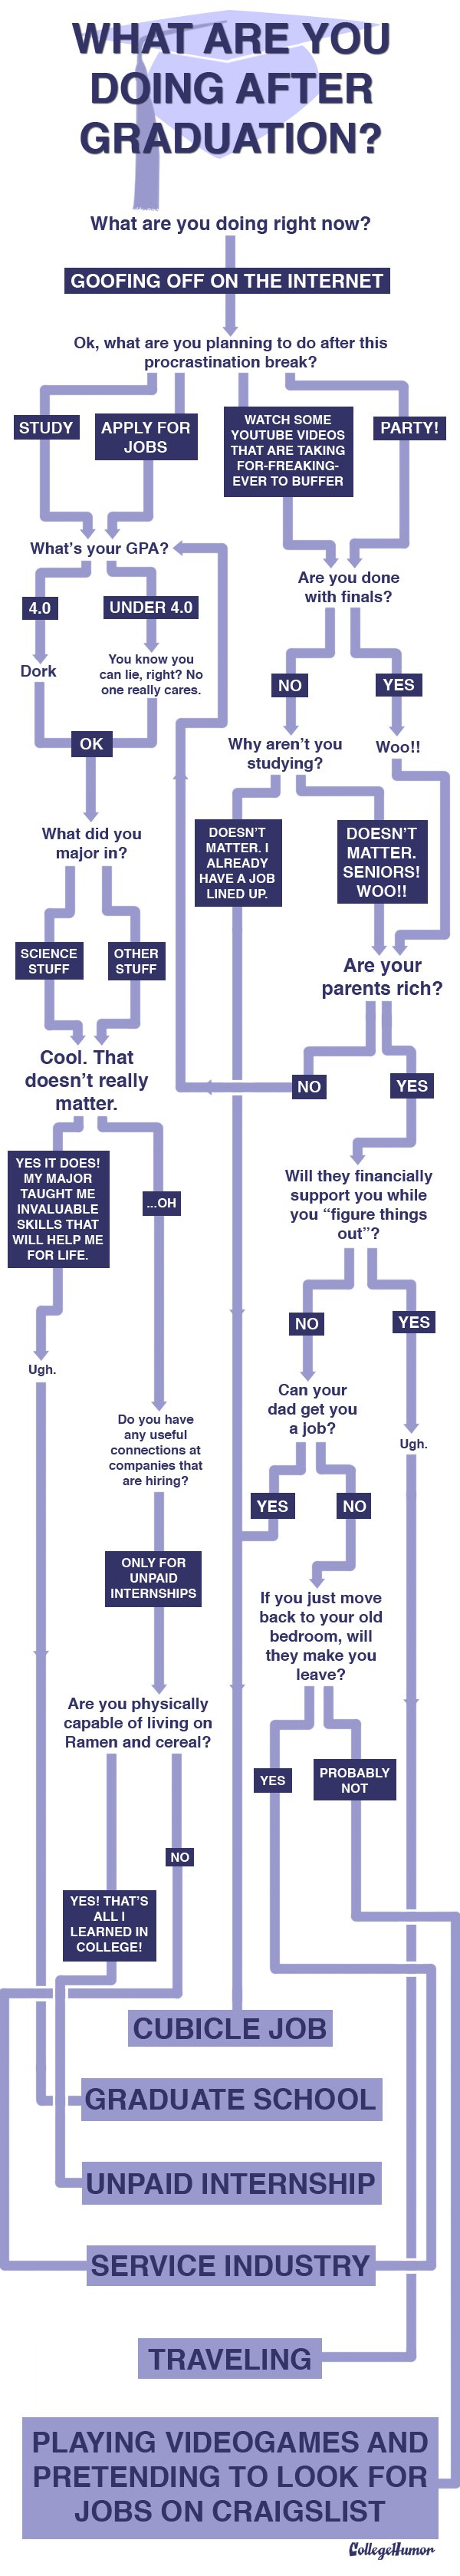 WHAT ARE YOU
DOING AFTER
GRADUATION?
What are you doing right now?
GOOFING OFF ON THE INTERNET
Ok, what are you planning to do after this
procrastination break?
STUDY
APPLY FOR
JOBS
WATCH SOME
YOUTUBE VIDEOS
THAT ARE TAKING
FOR-FREAKING-
EVER TO BUFFER
PARTY!
What's your GPA?
Are you done
with finals?
4.0
UNDER 4.0
Dork
You know you
can lie, right? No
one really cares.
NO
YES
OK
Why aren't you
studying?
Woo!!
What did you
major in?
DOESN'T
MATTER. I
ALREADY
HAVE A JOB
LINED UP.
DOESN'T
MATTER.
SENIORS!
WOO!!
SCIENCE
STUFF
OTHER
STUFF
Are your
parents rich?
Cool. That
doesn't really
matter.
NO
YES
YES IT DOES!
MY MAJOR
TAUGHT ME
INVALUABLE
SKILLS THAT
WILL HELP ME
FOR LIFE.
...OH
Will they financially
support you while
you “figure things
out”?
NO
YES
Ugh.
Can your
dad get you
a job?
Do you have
any useful
connections at
companies that
are hiring?
Ugh.
YES
NO
ONLY FOR
UNPAID
INTERNSHIPS
If you just move
back to your old
bedroom, will
they make you
leave?
Are you physically
capable of living on
Ramen and cereal?
YES
PROBABLY
NOT
NO
YES! THAT'S
ALL I
LEARNED IN
COLLEGE!
CUBICLE JOB
GRADUATE SCHOOL
UNPAID INTERNSHIP
SERVICE INDUSTRY
TRAVELING
PLAYING VIDEOGAMES AND
PRETENDING TO LOOK FOR
JOBS ON CRAIGSLIST
CollegeHumor